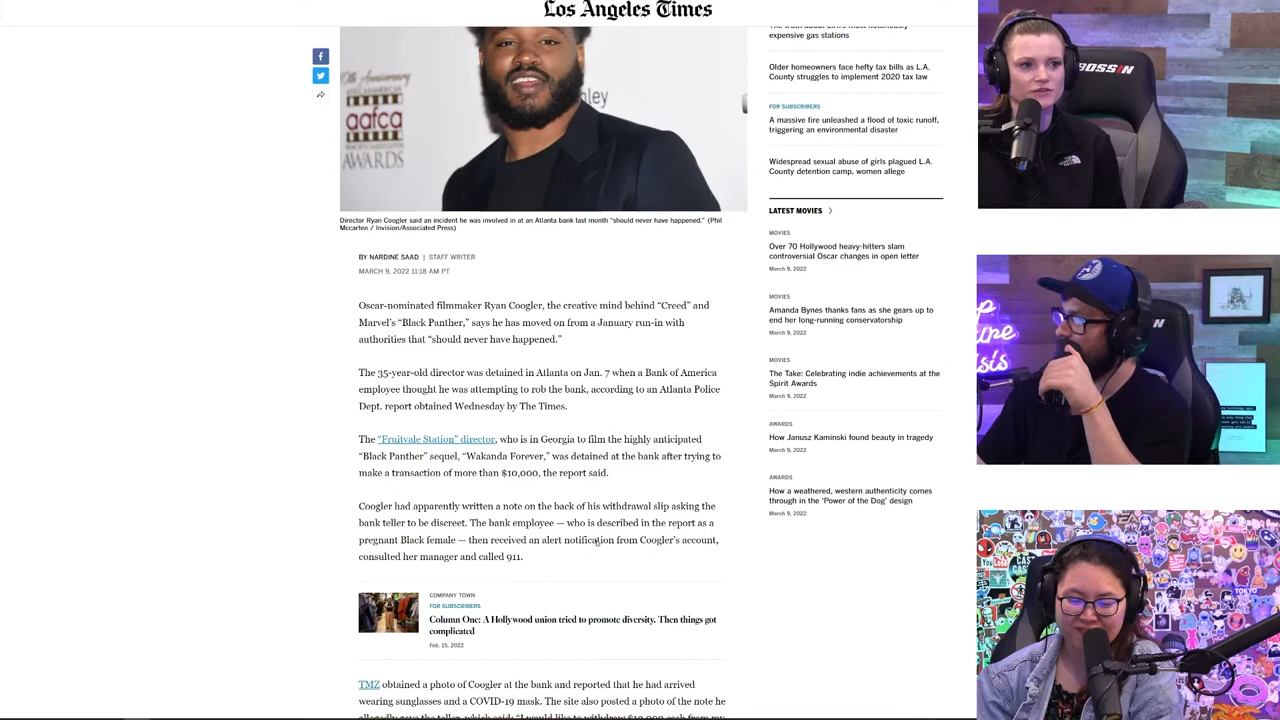 Los Angeles Times
expensive gas stations
Older homeowners face hefty tax bills as L.A.
County struggles to implement 2020 tax law
FOR SUBSCRIBERS
A massive fire unleashed a flood of toxic runoff,
triggering an environmental disaster
Widespread sexual abuse of girls plagued L.A.
County detention camp, women allege
LATEST MOVIES
MOVIES
Over 70 Hollywood heavy-hitters slam
controversial Oscar changes in open letter
March 9, 2022
MOVIES
Amanda Bynes thanks fans as she gears up to
end her long-running conservatorship
March 9, 2022
MOVIES
The Take: Celebrating indie achievements at the
Spirit Awards
March 9, 2022
AWARDS
How Janusz Kaminski found beauty in tragedy
March 9, 2022
AWARDS
How a weathered, western authenticity comes
through in the 'Power of the Dog' design
March 9, 2022
Anniversary
aafca
AWARDS
Director Ryan Coogler said an incident he was involved in at an Atlanta bank last month "should never have happened." (Phil
Mccarten / Invision/Associated Press)
BY NARDINE SAAD | STAFF WRITER
MARCH 9, 2022 11:18 AM PT
Oscar-nominated filmmaker Ryan Coogler, the creative mind behind “Creed” and
Marvel’s “Black Panther,” says he has moved on from a January run-in with
authorities that “should never have happened.”
The 35-year-old director was detained in Atlanta on Jan. 7 when a Bank of America
employee thought he was attempting to rob the bank, according to an Atlanta Police
Dept. report obtained Wednesday by The Times.
The “Fruitvale Station” director, who is in Georgia to film the highly anticipated
“Black Panther” sequel, “Wakanda Forever,” was detained at the bank after trying to
make a transaction of more than $10,000, the report said.
Coogler had apparently written a note on the back of his withdrawal slip asking the
bank teller to be discreet. The bank employee — who is described in the report as a
pregnant Black female — then received an alert notification from Coogler’s account,
consulted her manager and called 911.
COMPANY TOWN
FOR SUBSCRIBERS
Column One: A Hollywood union tried to promote diversity. Then things got
complicated
Feb. 15, 2022
TMZ obtained a photo of Coogler at the bank and reported that he had arrived
wearing sunglasses and a COVID-19 mask. The site also posted a photo of the note he
BOSSIN